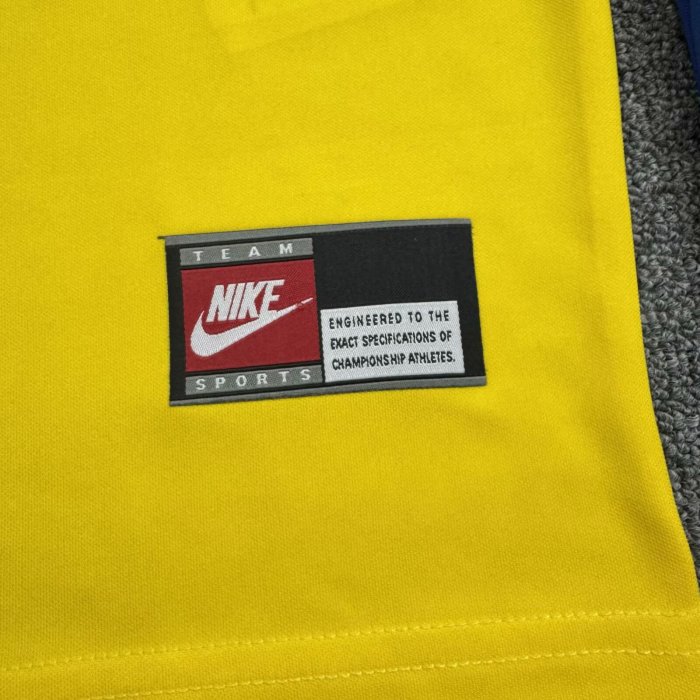 TEAM
NIKE
SPORTS
ENGINEERED TO THE
EXACT SPECIFICATIONS OF
CHAMPIONSHIP ATHLETES.